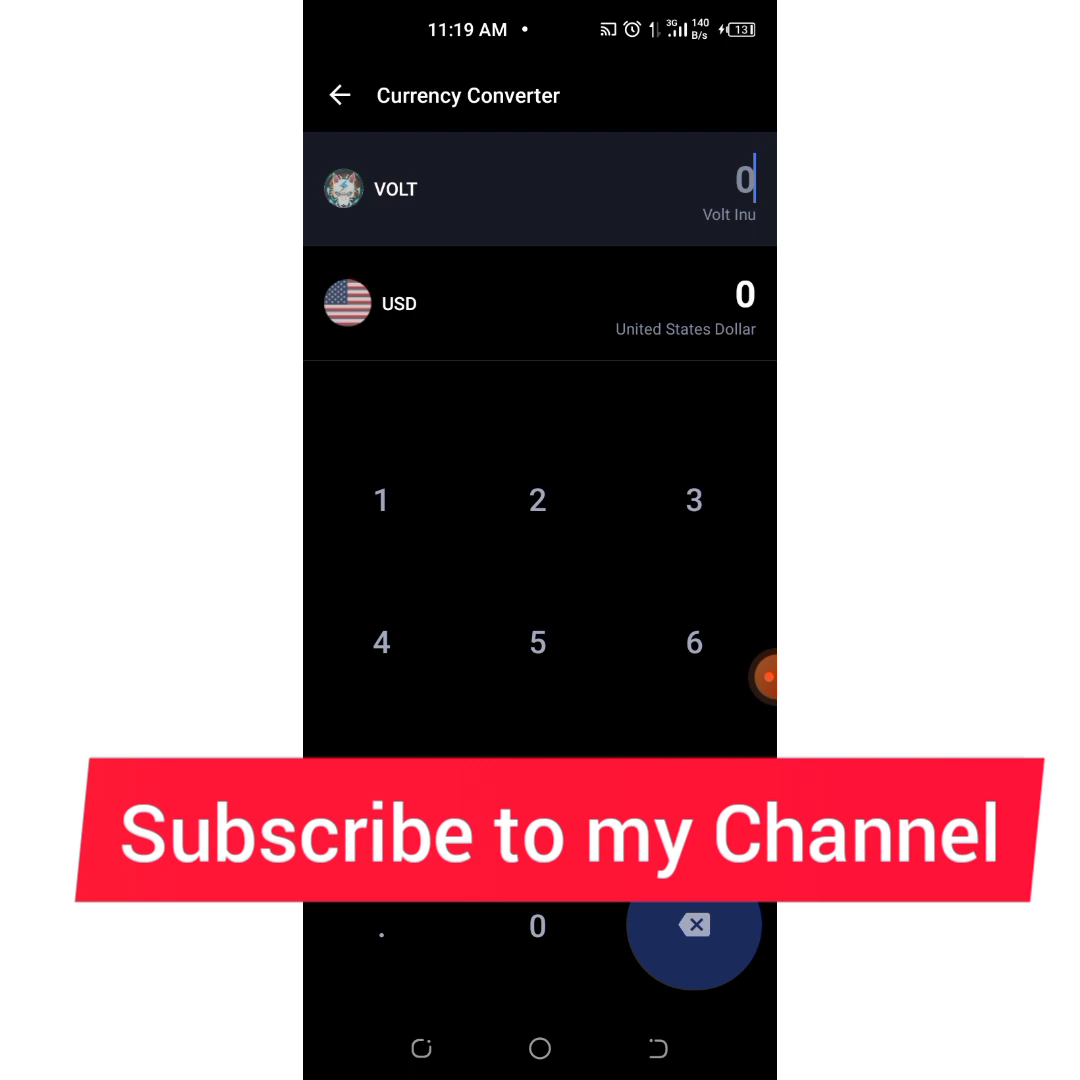 11:19 AM • 3G 140 B/s 13
Currency Converter
VOLT 0
Volt Inu
USD 0
United States Dollar
1 2 3
4 5 6
Subscribe to my Channel
. 0